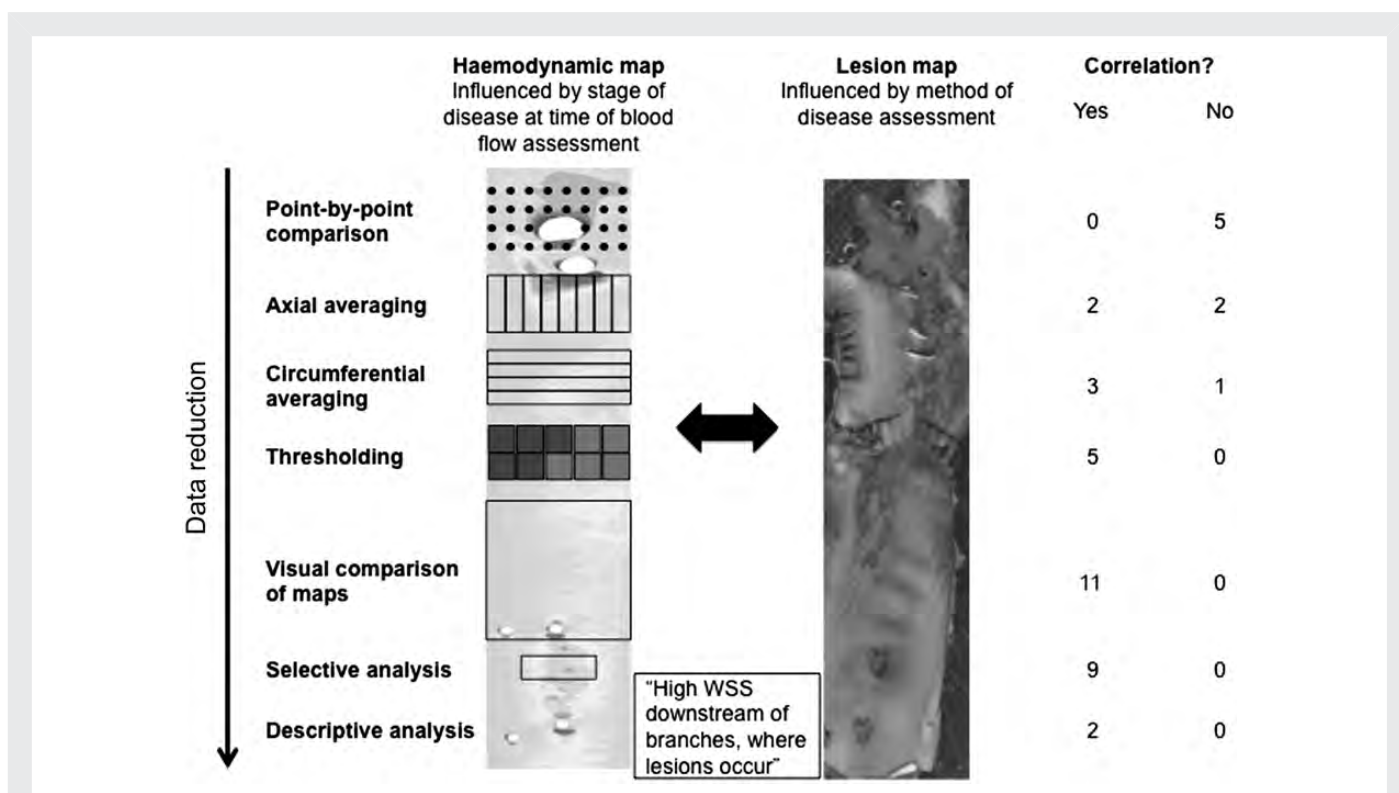 Haemodynamic map
Influenced by stage of
disease at time of blood
flow assessment
Lesion map
Influenced by method of
disease assessment
Correlation?
Yes No
Data reduction
Point-by-point
comparison
0 5
Axial averaging
2 2
Circumferential
averaging
3 1
Thresholding
5 0
Visual comparison
of maps
11 0
Selective analysis
9 0
Descriptive analysis
2 0
“High WSS
downstream of
branches, where
lesions occur”